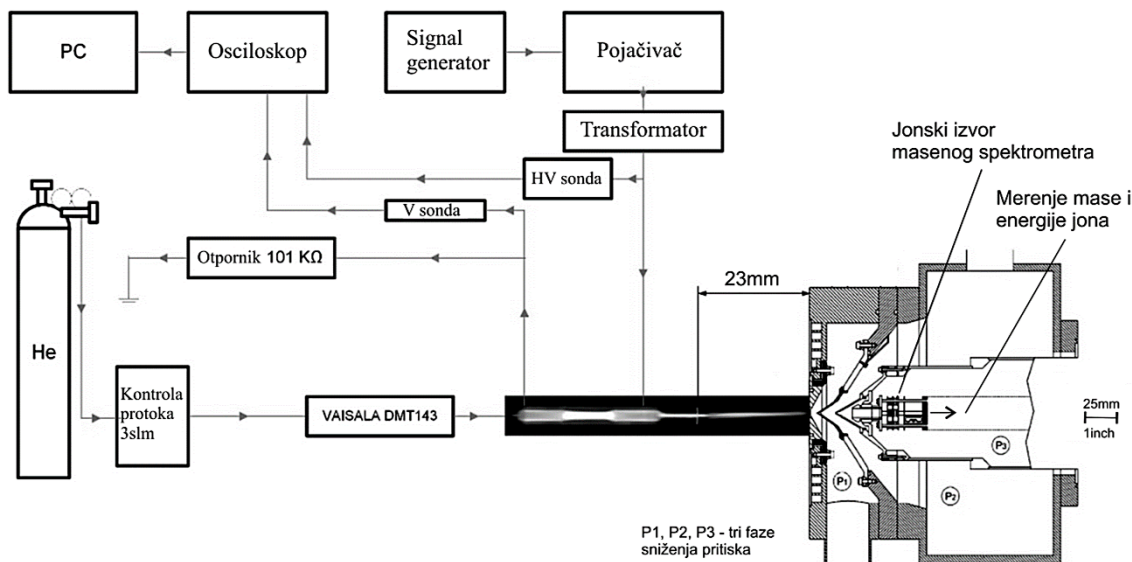 PC
Osciloskop
Signal
generator
Pojačivač
Transformator
HV sonda
V sonda
Otpornik 101 KΩ
Jonski izvor
masenog spektrometra
Merenje mase i
energije jona
23mm
He
Kontrola
protoka
3slm
VAISALA DMT143
25mm
1inch
P3
P1
P2
P1, P2, P3 - tri faze
sniženja pritiska